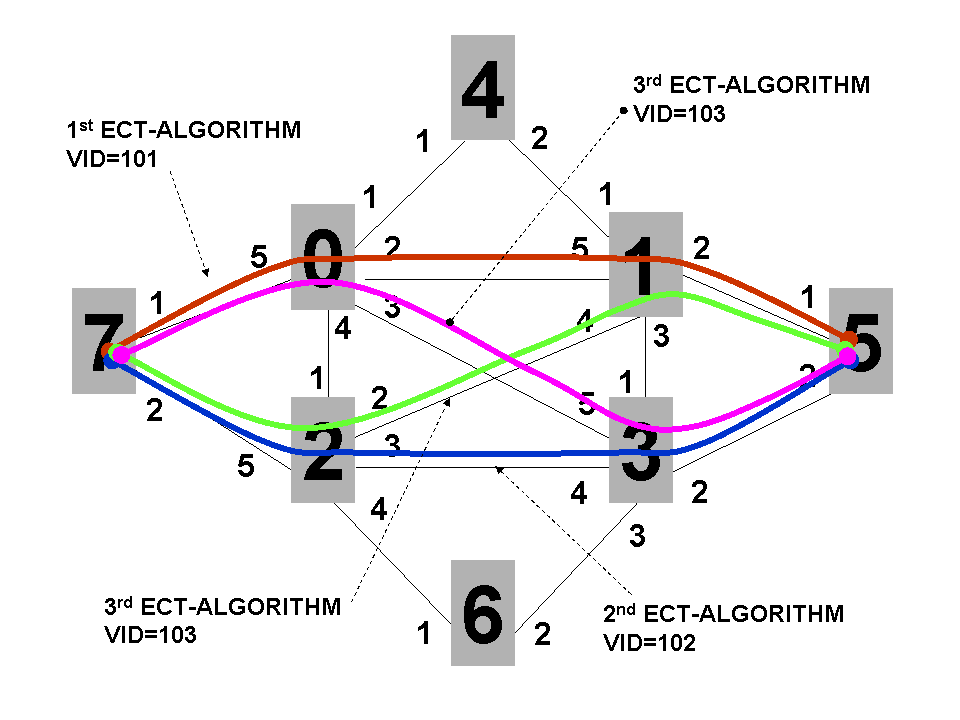 4
3rd ECT-ALGORITHM
VID=103
1st ECT-ALGORITHM
VID=101
1 2
1 1
0 1
5 2 5 2
1 3 4 1
7 5
4 3
1 2 1 5 2
2 3
2 3
5 4 2
4 3
6
3rd ECT-ALGORITHM
VID=103
2nd ECT-ALGORITHM
VID=102
1 2